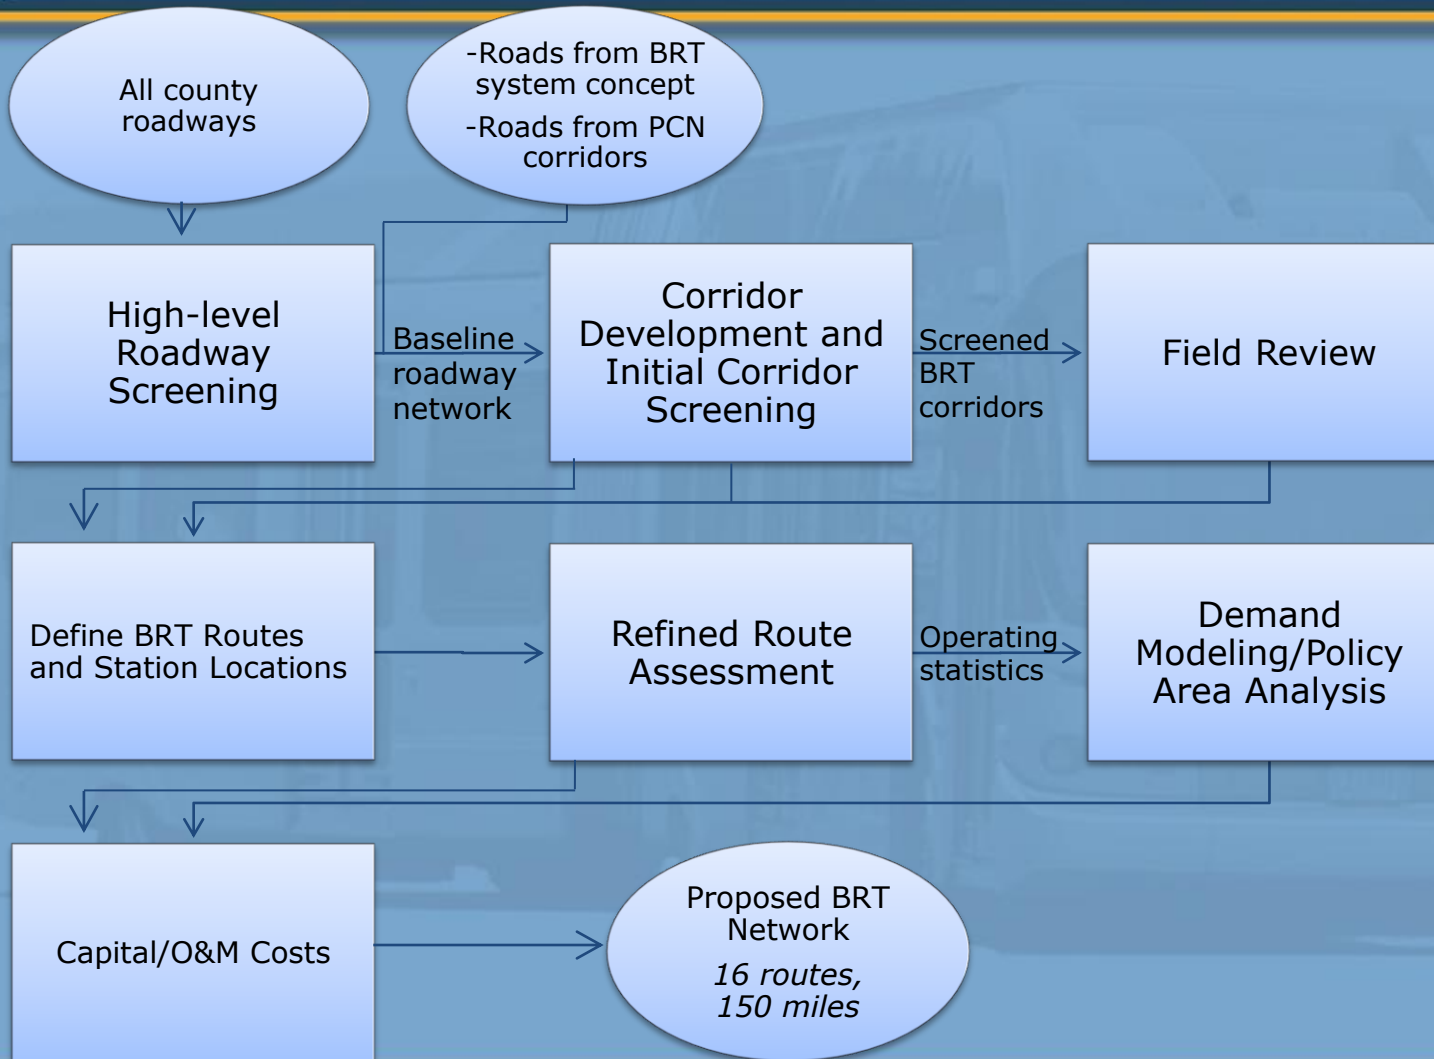 All county
roadways
-Roads from BRT
system concept
-Roads from PCN
corridors
High-level
Roadway
Screening
Baseline
roadway
network
Corridor
Development and
Initial Corridor
Screening
Screened
BRT
corridors
Field Review
Define BRT Routes
and Station Locations
Refined Route
Assessment
Operating
statistics
Demand
Modeling/Policy
Area Analysis
Capital/O&M Costs
Proposed BRT
Network
16 routes,
150 miles